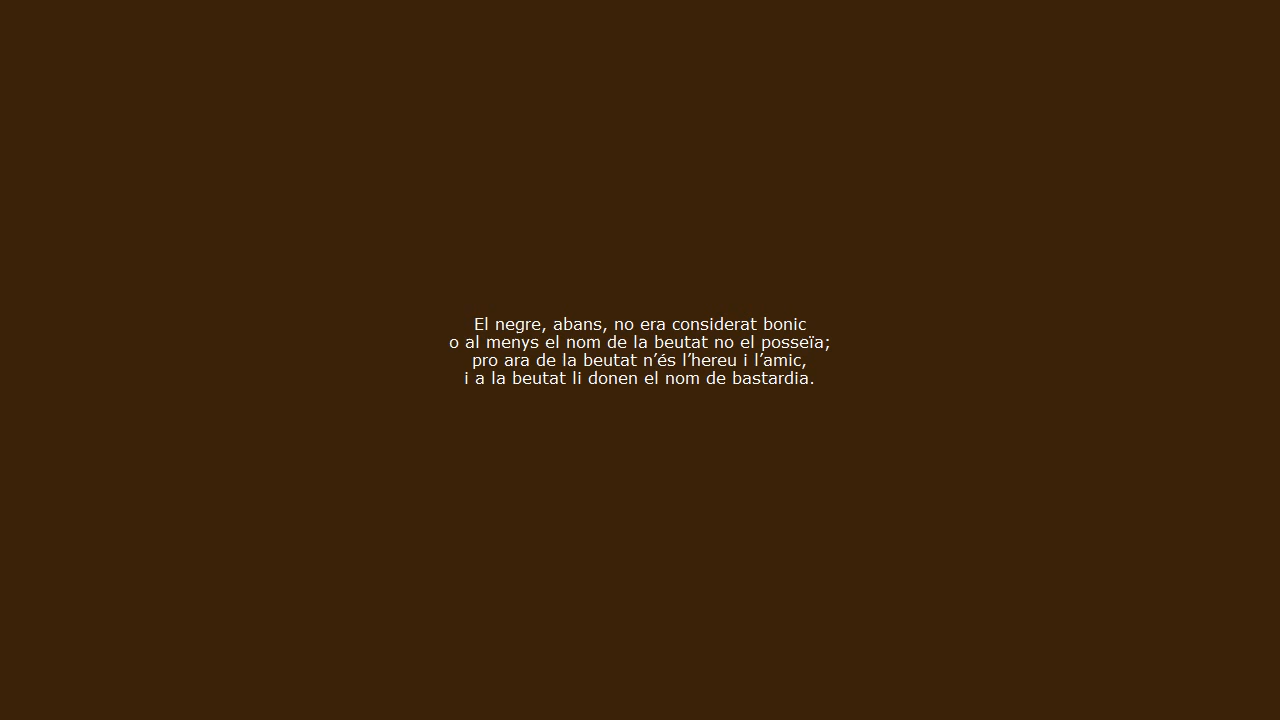 El negre, abans, no era considerat bonic
o al menys el nom de la beutat no el posseïa;
pro ara de la beutat n’és l’hereu i l’amic,
i a la beutat li donen el nom de bastardia.